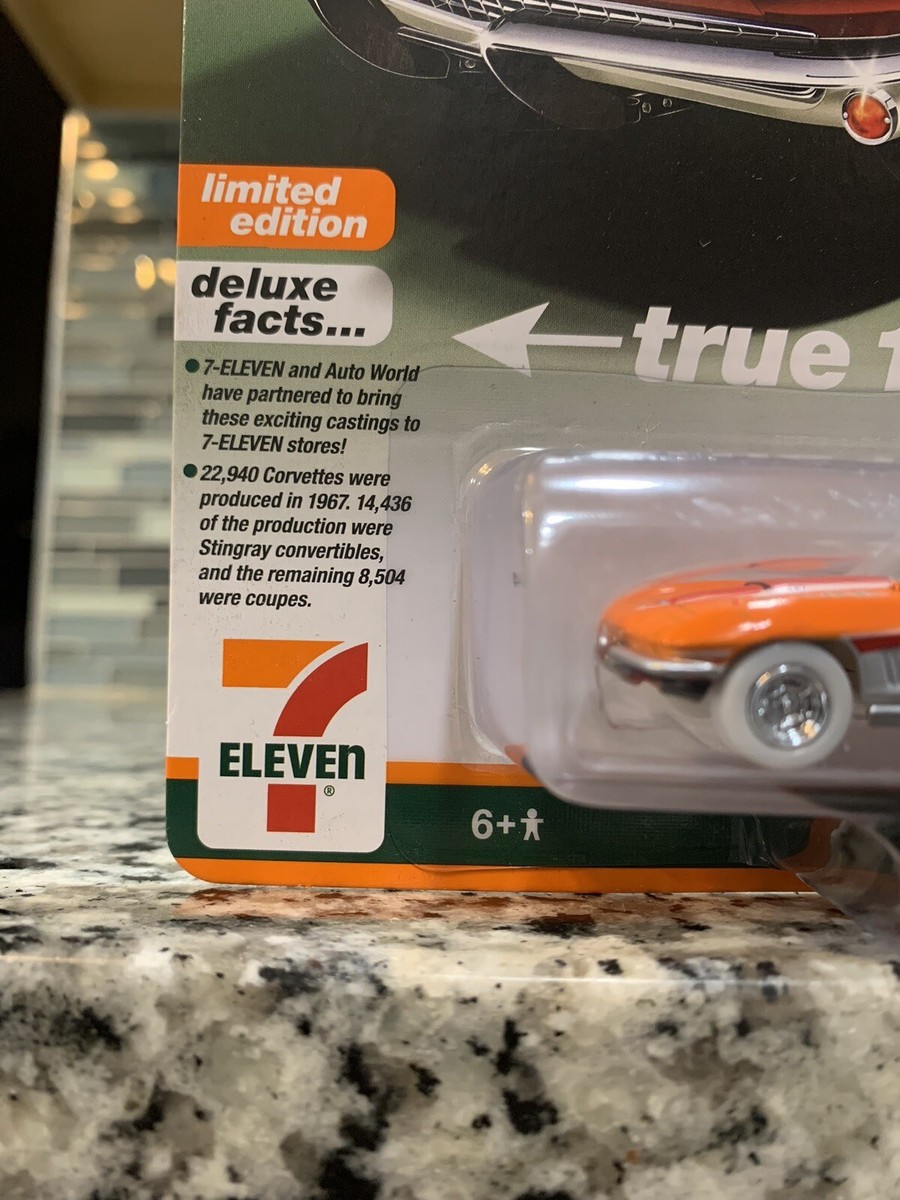 limited
edition
deluxe
facts...
true
7-ELEVEN and Auto World
have partnered to bring
these exciting castings to
7-ELEVEN stores!
22,940 Corvettes were
produced in 1967. 14,436
of the production were
Stingray convertibles,
and the remaining 8,504
were coupes.
7
ELEVEn
®
6+